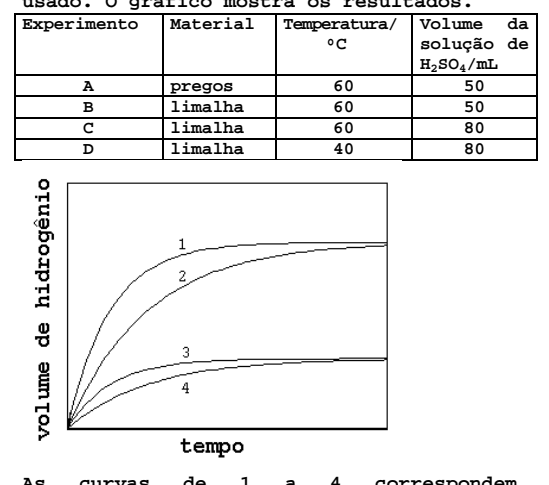 usado. O gráfico mostra os resultados.
Experimento Material Temperatura/ ºC Volume da solução de H₂SO₄/mL
A pregos 60 50
B limalha 60 50
C limalha 60 80
D limalha 40 80
volume de hidrogênio
1
2
3
4
tempo
As curvas de 1 a 4 correspondem